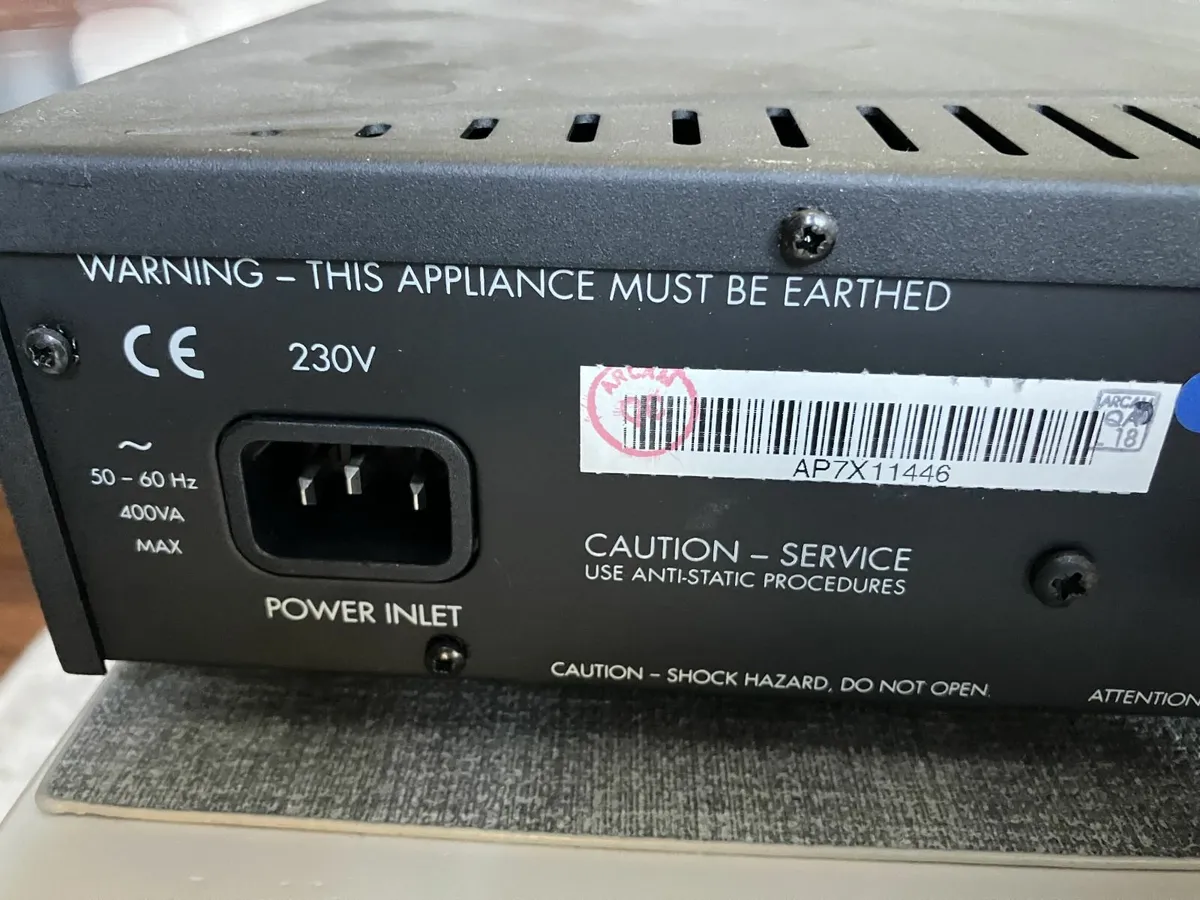 WARNING – THIS APPLIANCE MUST BE EARTHED
CE
230V
~
50 – 60 Hz
400VA
MAX
POWER INLET
ARCAM
ARCAM
QA
18
AP7X11446
CAUTION – SERVICE
USE ANTI-STATIC PROCEDURES
CAUTION – SHOCK HAZARD, DO NOT OPEN.
ATTENTION